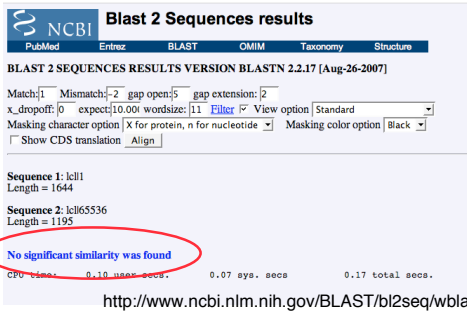 NCBI
Blast 2 Sequences results
PubMed Entrez BLAST OMIM Taxonomy Structure
BLAST 2 SEQUENCES RESULTS VERSION BLASTN 2.2.17 [Aug-26-2007]
Match: 1 Mismatch: -2 gap open: 5 gap extension: 2
x_dropoff: 0 expect: 10.00 wordsize: 11 Filter View option Standard
Masking character option X for protein, n for nucleotide Masking color option Black
Show CDS translation Align
Sequence 1: lcl|1
Length = 1644
Sequence 2: lcl|65536
Length = 1195
No significant similarity was found
CPU time: 0.10 user secs. 0.07 sys. secs 0.17 total secs.
http://www.ncbi.nlm.nih.gov/BLAST/bl2seq/wbla